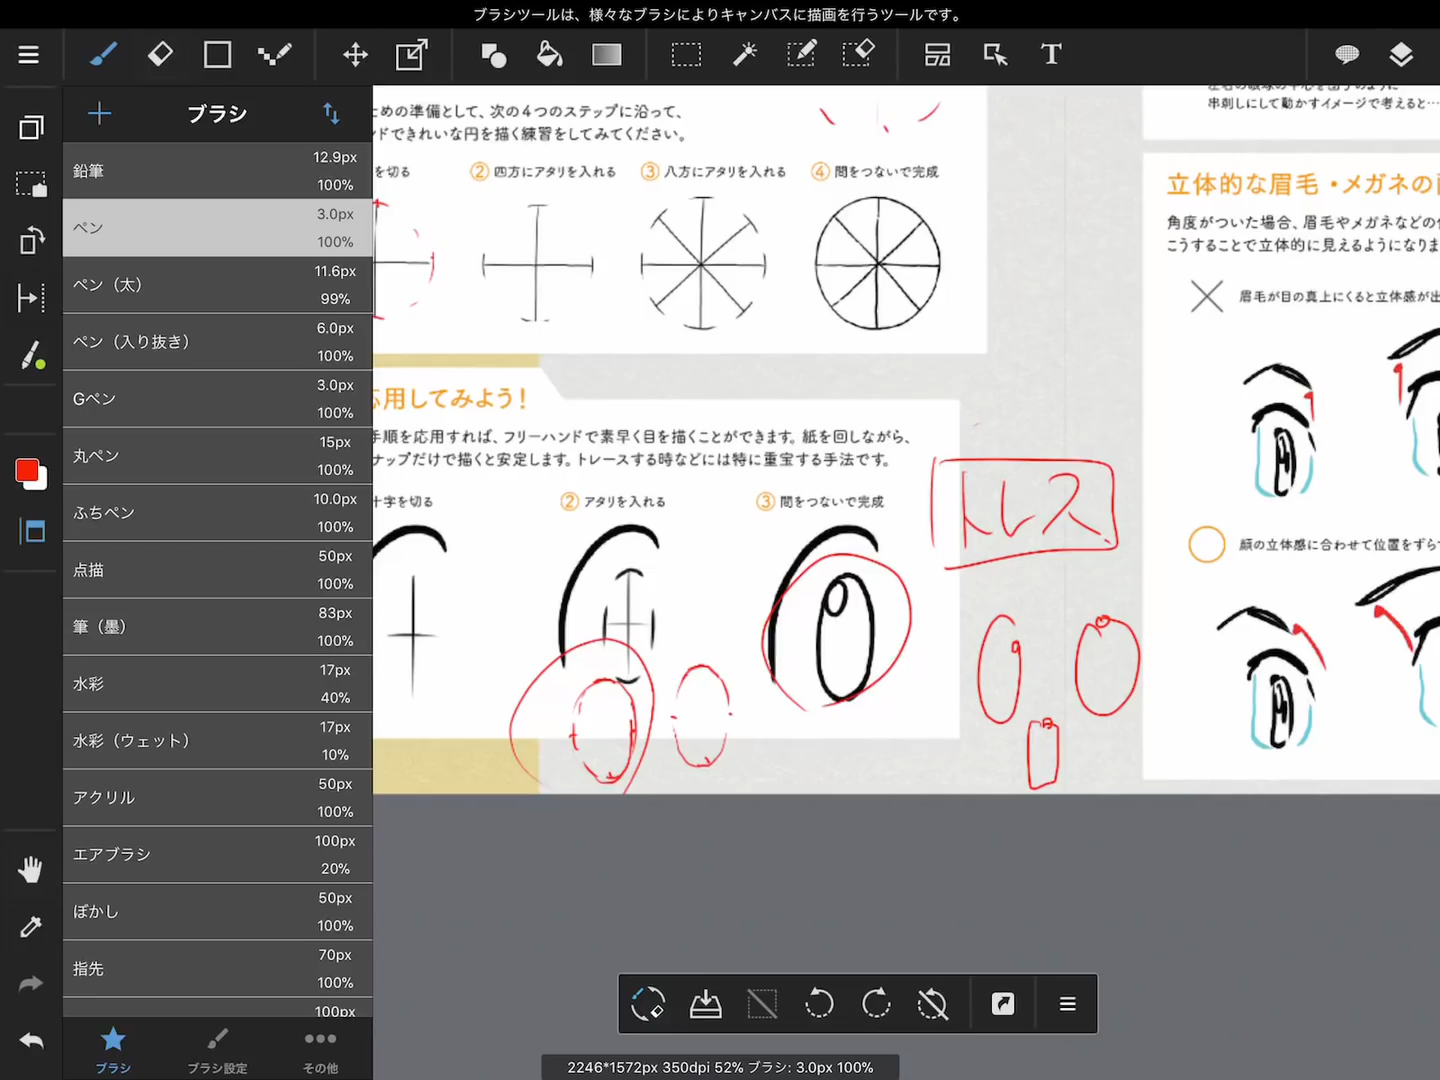 ブラシツールは、様々なブラシによりキャンバスに描画を行うツールです。
T
ブラシ
鉛筆
12.9px
100%
ペン
3.0px
100%
ペン（太）
11.6px
99%
ペン（入り抜き）
6.0px
100%
Gペン
3.0px
100%
丸ペン
15px
100%
ふちペン
10.0px
100%
点描
50px
100%
筆（墨）
83px
100%
水彩
17px
40%
水彩（ウェット）
17px
10%
アクリル
50px
100%
エアブラシ
100px
20%
ぼかし
50px
100%
指先
70px
100%
100px
ブラシ
ブラシ設定
その他
ための準備として、次の４つのステップに沿って、
ドできれいな円を描く練習をしてみてください。
を切る
② 四方にアタリを入れる
③ 八方にアタリを入れる
④ 間をつないで完成
応用してみよう！
手順を応用すれば、フリーハンドで素早く目を描くことができます。紙を回しながら、
ナップだけで描くと安定します。トレースする時などには特に重宝する手法です。
十字を切る
② アタリを入れる
③ 間をつないで完成
トレス
串刺しにして動かすイメージで考えると…
立体的な眉毛・メガネの
角度がついた場合、眉毛やメガネなどの
こうすることで立体的に見えるようになりま
眉毛が目の真上にくると立体感が出
顔の立体感に合わせて位置をずらす
2246*1572px 350dpi 52% ブラシ: 3.0px 100%